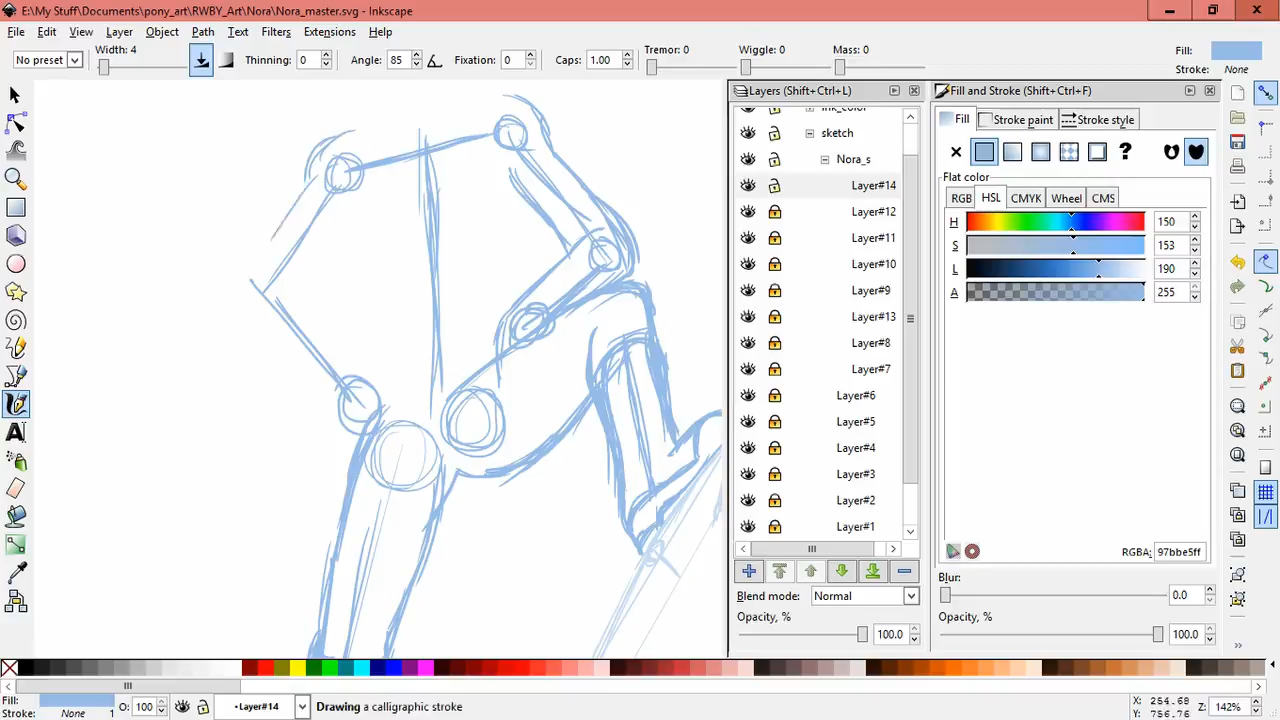 E:\My Stuff\Documents\pony_art\RWBY_Art\Nora\Nora_master.svg - Inkscape
File Edit View Layer Object Path Filters Text Extensions Help
No preset Width: 4 Thinning: 0 Angle: 85 Fixation: 0 Caps: 1.00 Tremor: 0 Wiggle: 0 Mass: 0 Fill:
Stroke: None
Layers (Shift+Ctrl+L)
ink_color
sketch
Nora_s
Layer#14
Layer#12
Layer#11
Layer#10
Layer#9
Layer#13
Layer#8
Layer#7
Layer#6
Layer#5
Layer#4
Layer#3
Layer#2
Layer#1
Blend mode: Normal
Opacity, %
100.0
Fill and Stroke (Shift+Ctrl+F)
Fill Stroke paint Stroke style
?
Flat color
RGB HSL CMYK Wheel CMS
H 150
S 153
L 190
A 255
RGBA: 97bbe5ff
Blur:
0.0
Opacity, %
100.0
Fill:
Stroke: None 1
O: 100
•Layer#14
Drawing a calligraphic stroke
X: 254.68
Y: 756.76
Z: 142%